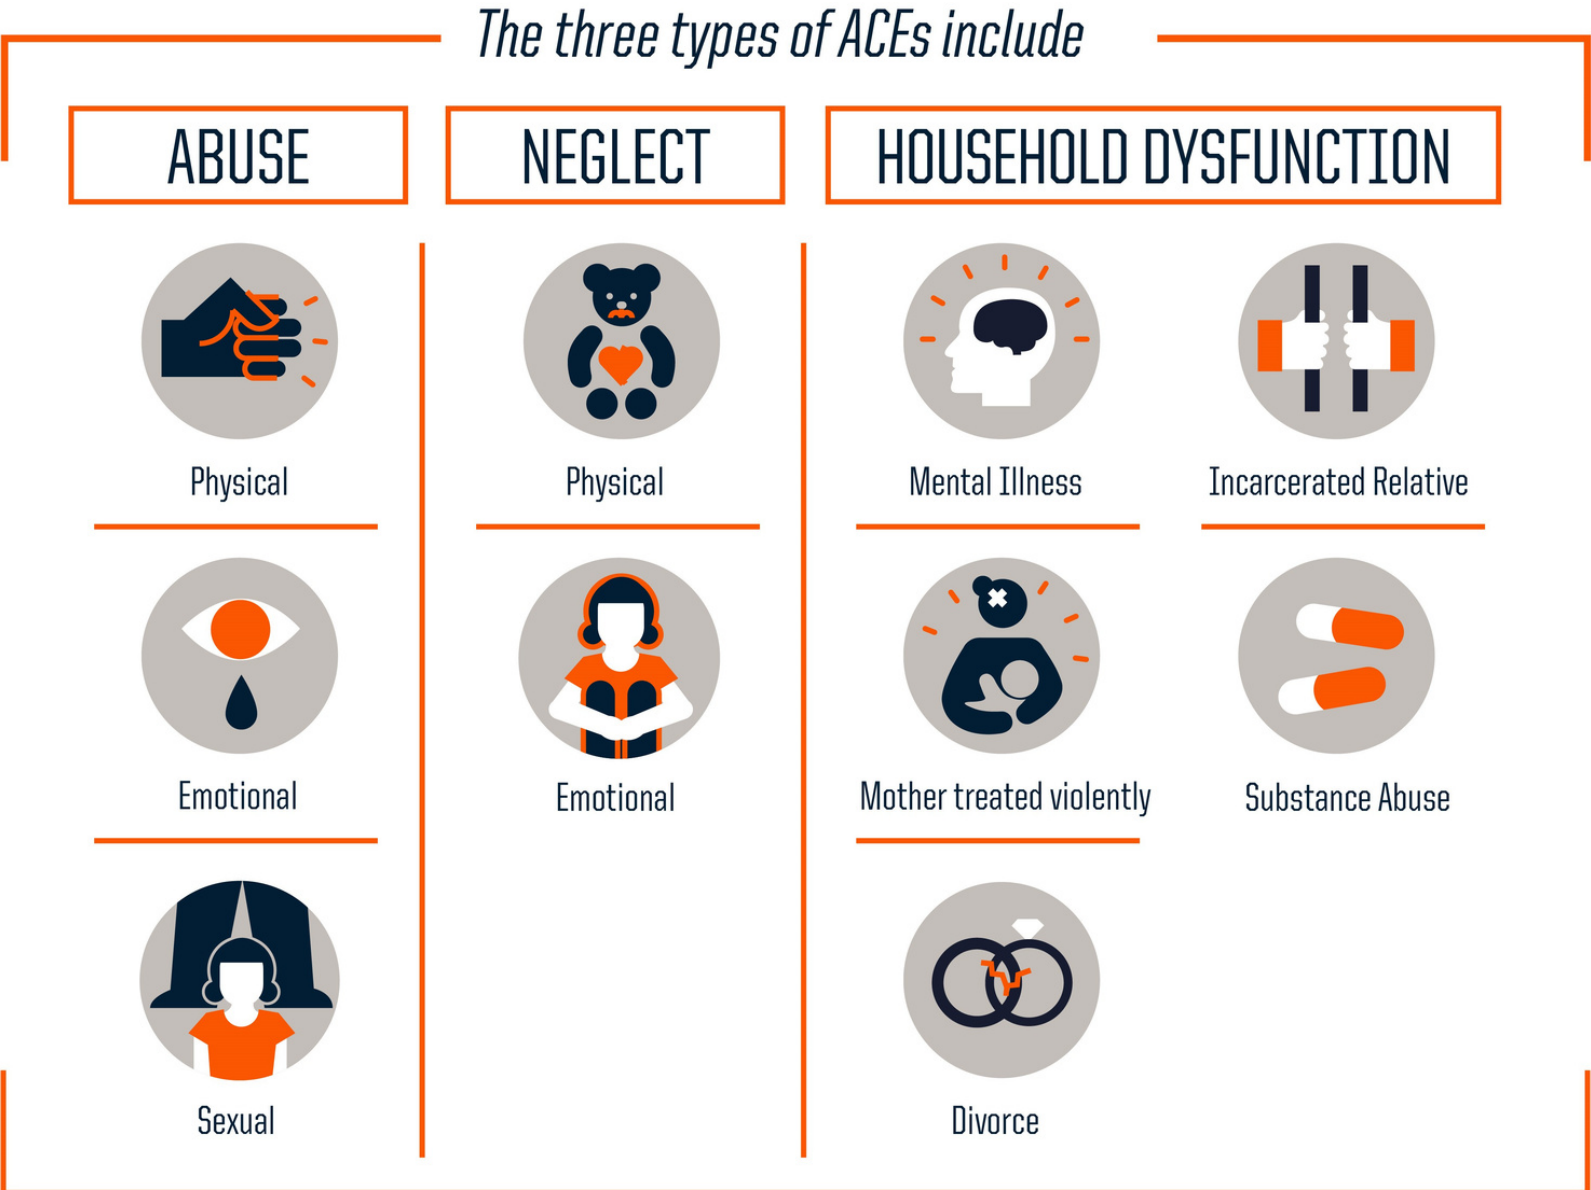 The three types of ACEs include
ABUSE
Physical
Emotional
Sexual
NEGLECT
Physical
Emotional
HOUSEHOLD DYSFUNCTION
Mental Illness
Incarcerated Relative
Mother treated violently
Substance Abuse
Divorce